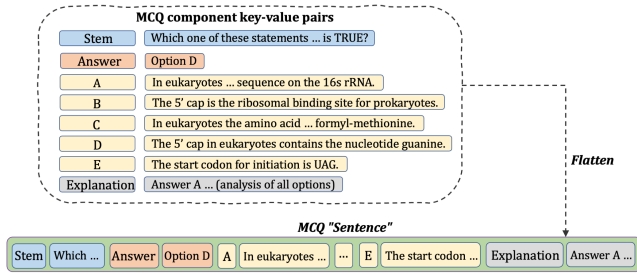 MCQ component key-value pairs
Stem Which one of these statements ... is TRUE?
Answer Option D
A In eukaryotes ... sequence on the 16s rRNA.
B The 5' cap is the ribosomal binding site for prokaryotes.
C In eukaryotes the amino acid ... formyl-methionine.
D The 5' cap in eukaryotes contains the nucleotide guanine.
E The start codon for initiation is UAG.
Explanation Answer A ... (analysis of all options)
Flatten
MCQ "Sentence"
Stem Which ... Answer Option D A In eukaryotes ... ... E The start codon ... Explanation Answer A ...